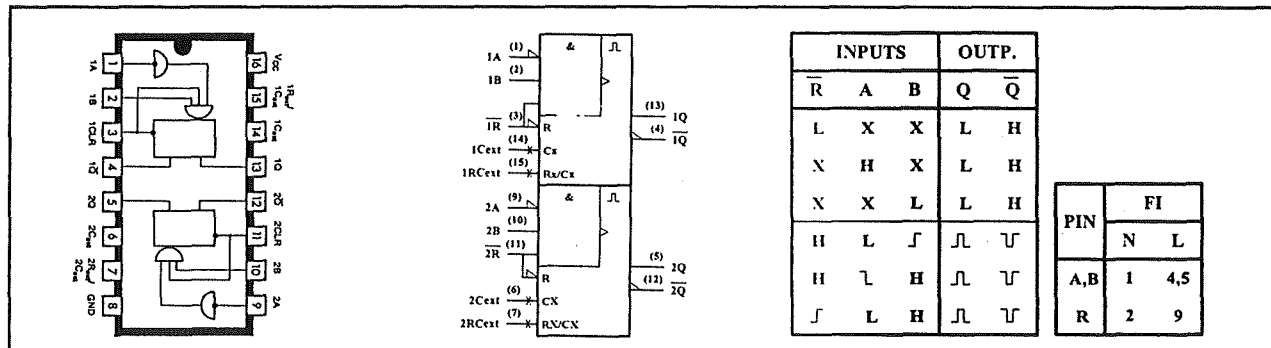 1 1A
2 1B
3 1CLR
4 1Q̅
5 2Q
6 2Cext
7 2Rext/ 2Cext
8 GND
16 VCC
15 1Rext/ 1Cext
14 1Cext
13 1Q
12 2Q̅
11 2CLR
10 2B
9 2A
(1) 1A
(2) 1B
(3) 1R̅ R
(14) 1Cext Cx
(15) 1RCext Rx/Cx
&
(13) 1Q
(4) 1Q̅
(9) 2A
(10) 2B
(11) 2R̅ R
(6) 2Cext CX
(7) 2RCext RX/CX
&
(5) 2Q
(12) 2Q̅
INPUTS OUTP.
R̅ A B Q Q̅
L X X L H
X H X L H
X X L L H
H L
H H
L H
PIN FI
N L
A,B 1 4,5
R 2 9